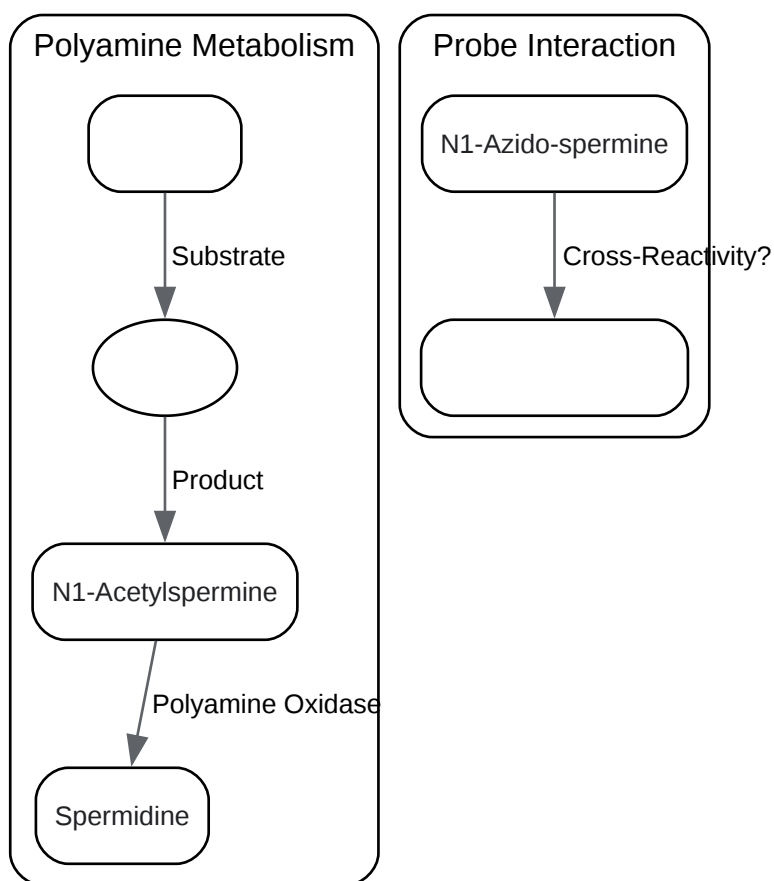 Polyamine Metabolism
Substrate
Product
N1-Acetylspermine
Polyamine Oxidase
Spermidine
Probe Interaction
N1-Azido-spermine
Cross-Reactivity?